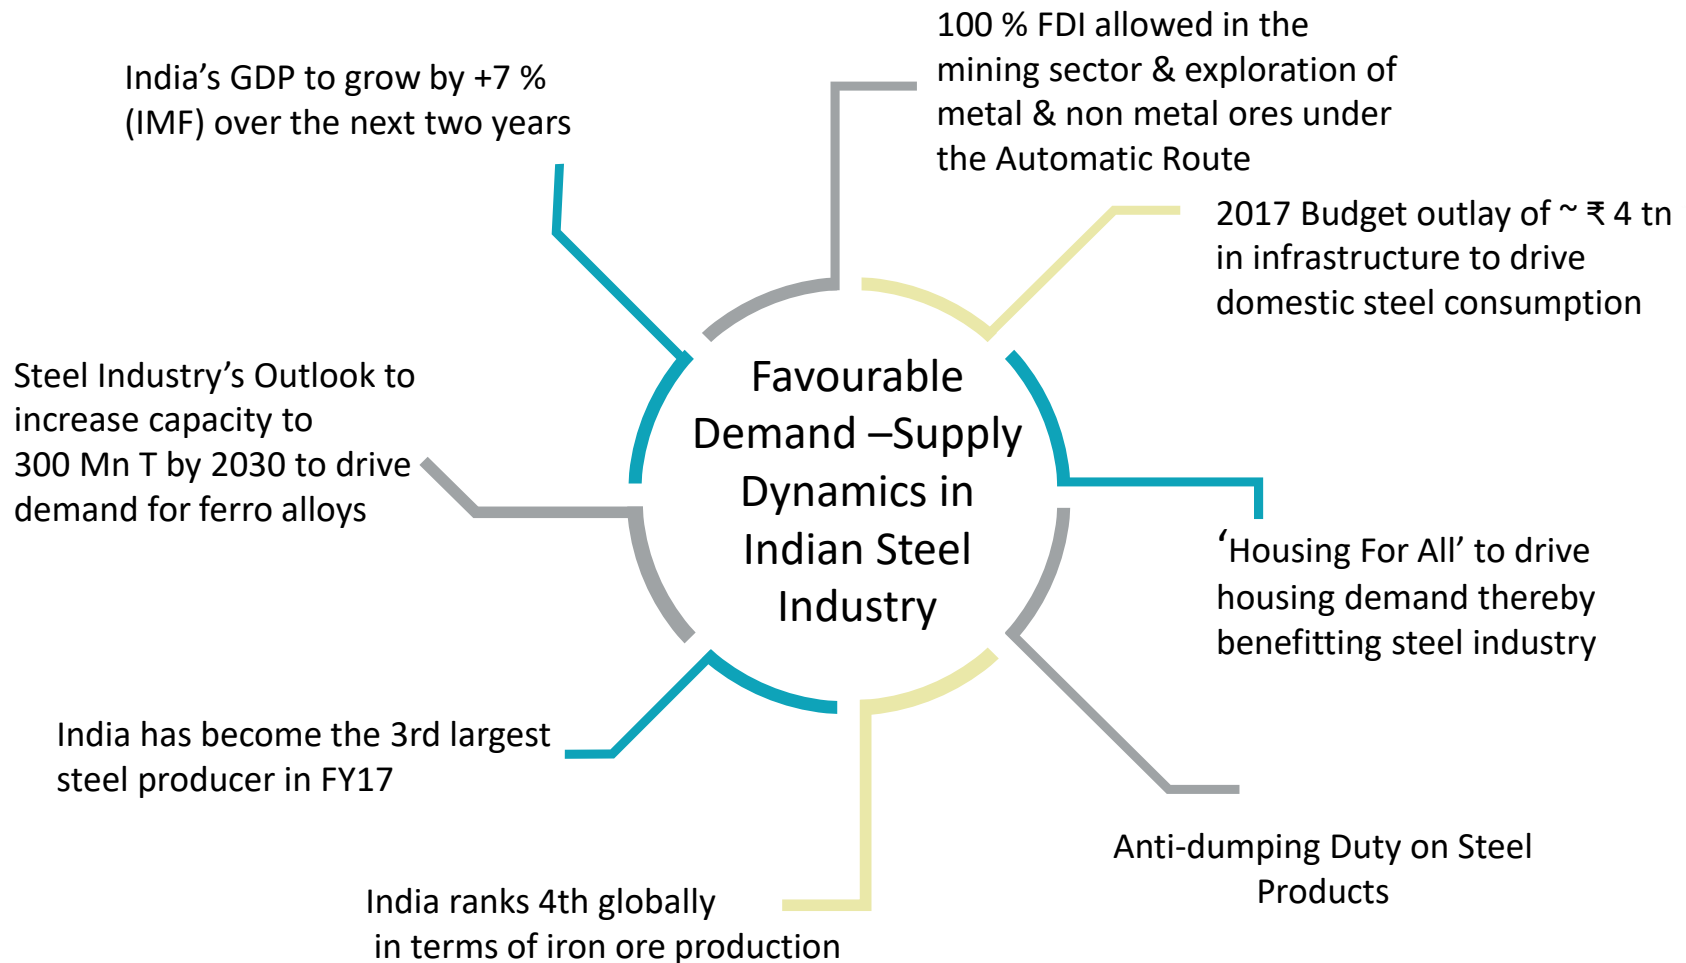 100 % FDI allowed in the
mining sector & exploration of
metal & non metal ores under
the Automatic Route
India’s GDP to grow by +7 %
(IMF) over the next two years
2017 Budget outlay of ~ ₹ 4 tn
in infrastructure to drive
domestic steel consumption
Steel Industry’s Outlook to
increase capacity to
300 Mn T by 2030 to drive
demand for ferro alloys
Favourable
Demand –Supply
Dynamics in
Indian Steel
Industry
‘Housing For All’ to drive
housing demand thereby
benefitting steel industry
India has become the 3rd largest
steel producer in FY17
Anti-dumping Duty on Steel
Products
India ranks 4th globally
in terms of iron ore production